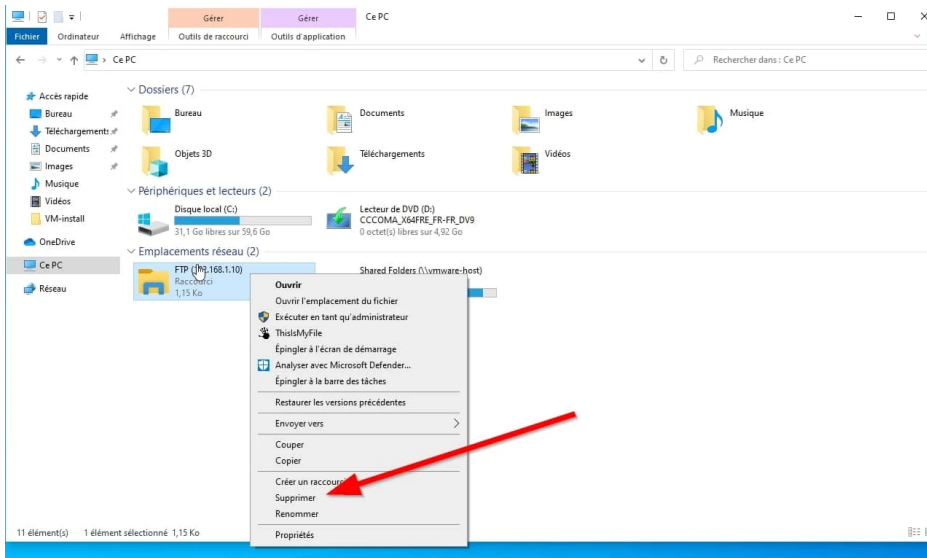 Gérer Gérer Ce PC
Fichier Ordinateur Affichage Outils de raccourci Outils d'application
Ce PC Rechercher dans : Ce PC
Accès rapide
Bureau
Téléchargements
Documents
Images
Musique
Vidéos
VM-install
OneDrive
Ce PC
Réseau
Dossiers (7)
Bureau Documents Images Musique
Objets 3D Téléchargements Vidéos
Périphériques et lecteurs (2)
Disque local (C:)
31,1 Go libres sur 59,6 Go
Lecteur de DVD (D:)
CCCOMA_X64FRE_FR-FR_DV9
0 octet(s) libres sur 4,92 Go
Emplacements réseau (2)
FTP ( .168.1.10)
Raccourci
1,15 Ko
Shared Folders (\\vmware-host)
Ouvrir
Ouvrir l'emplacement du fichier
Exécuter en tant qu'administrateur
ThisIsMyFile
Épingler à l'écran de démarrage
Analyser avec Microsoft Defender...
Épingler à la barre des tâches
Restaurer les versions précédentes
Envoyer vers
Couper
Copier
Créer un raccourci
Supprimer
Renommer
Propriétés
11 élément(s) 1 élément sélectionné 1,15 Ko